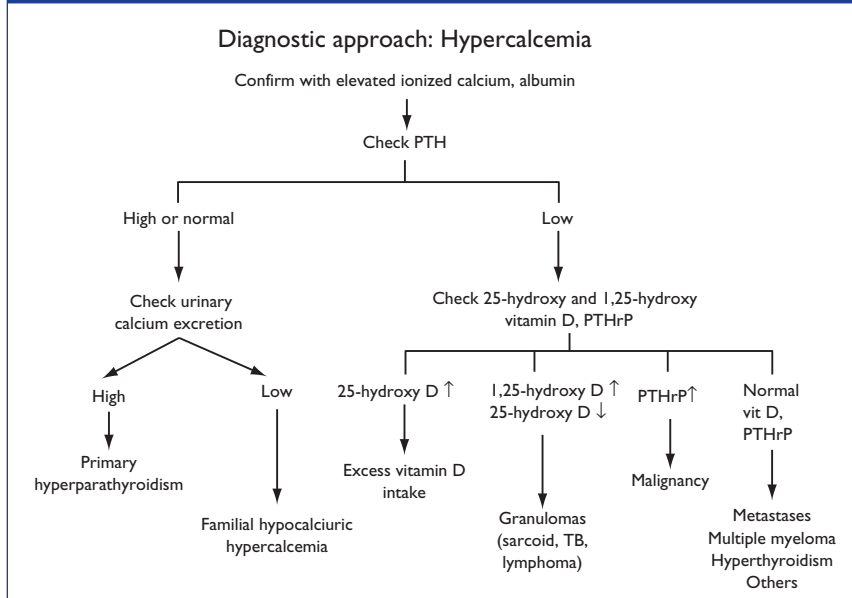 Diagnostic approach: Hypercalcemia
Confirm with elevated ionized calcium, albumin
Check PTH
High or normal
Low
Check urinary
calcium excretion
Check 25-hydroxy and 1,25-hydroxy
vitamin D, PTHrP
High
Low
25-hydroxy D ↑
1,25-hydroxy D ↑
25-hydroxy D ↓
PTHrP↑
Normal
vit D,
PTHrP
Primary
hyperparathyroidism
Familial hypocalciuric
hypercalcemia
Excess vitamin D
intake
Granulomas
(sarcoid, TB,
lymphoma)
Malignancy
Metastases
Multiple myeloma
Hyperthyroidism
Others